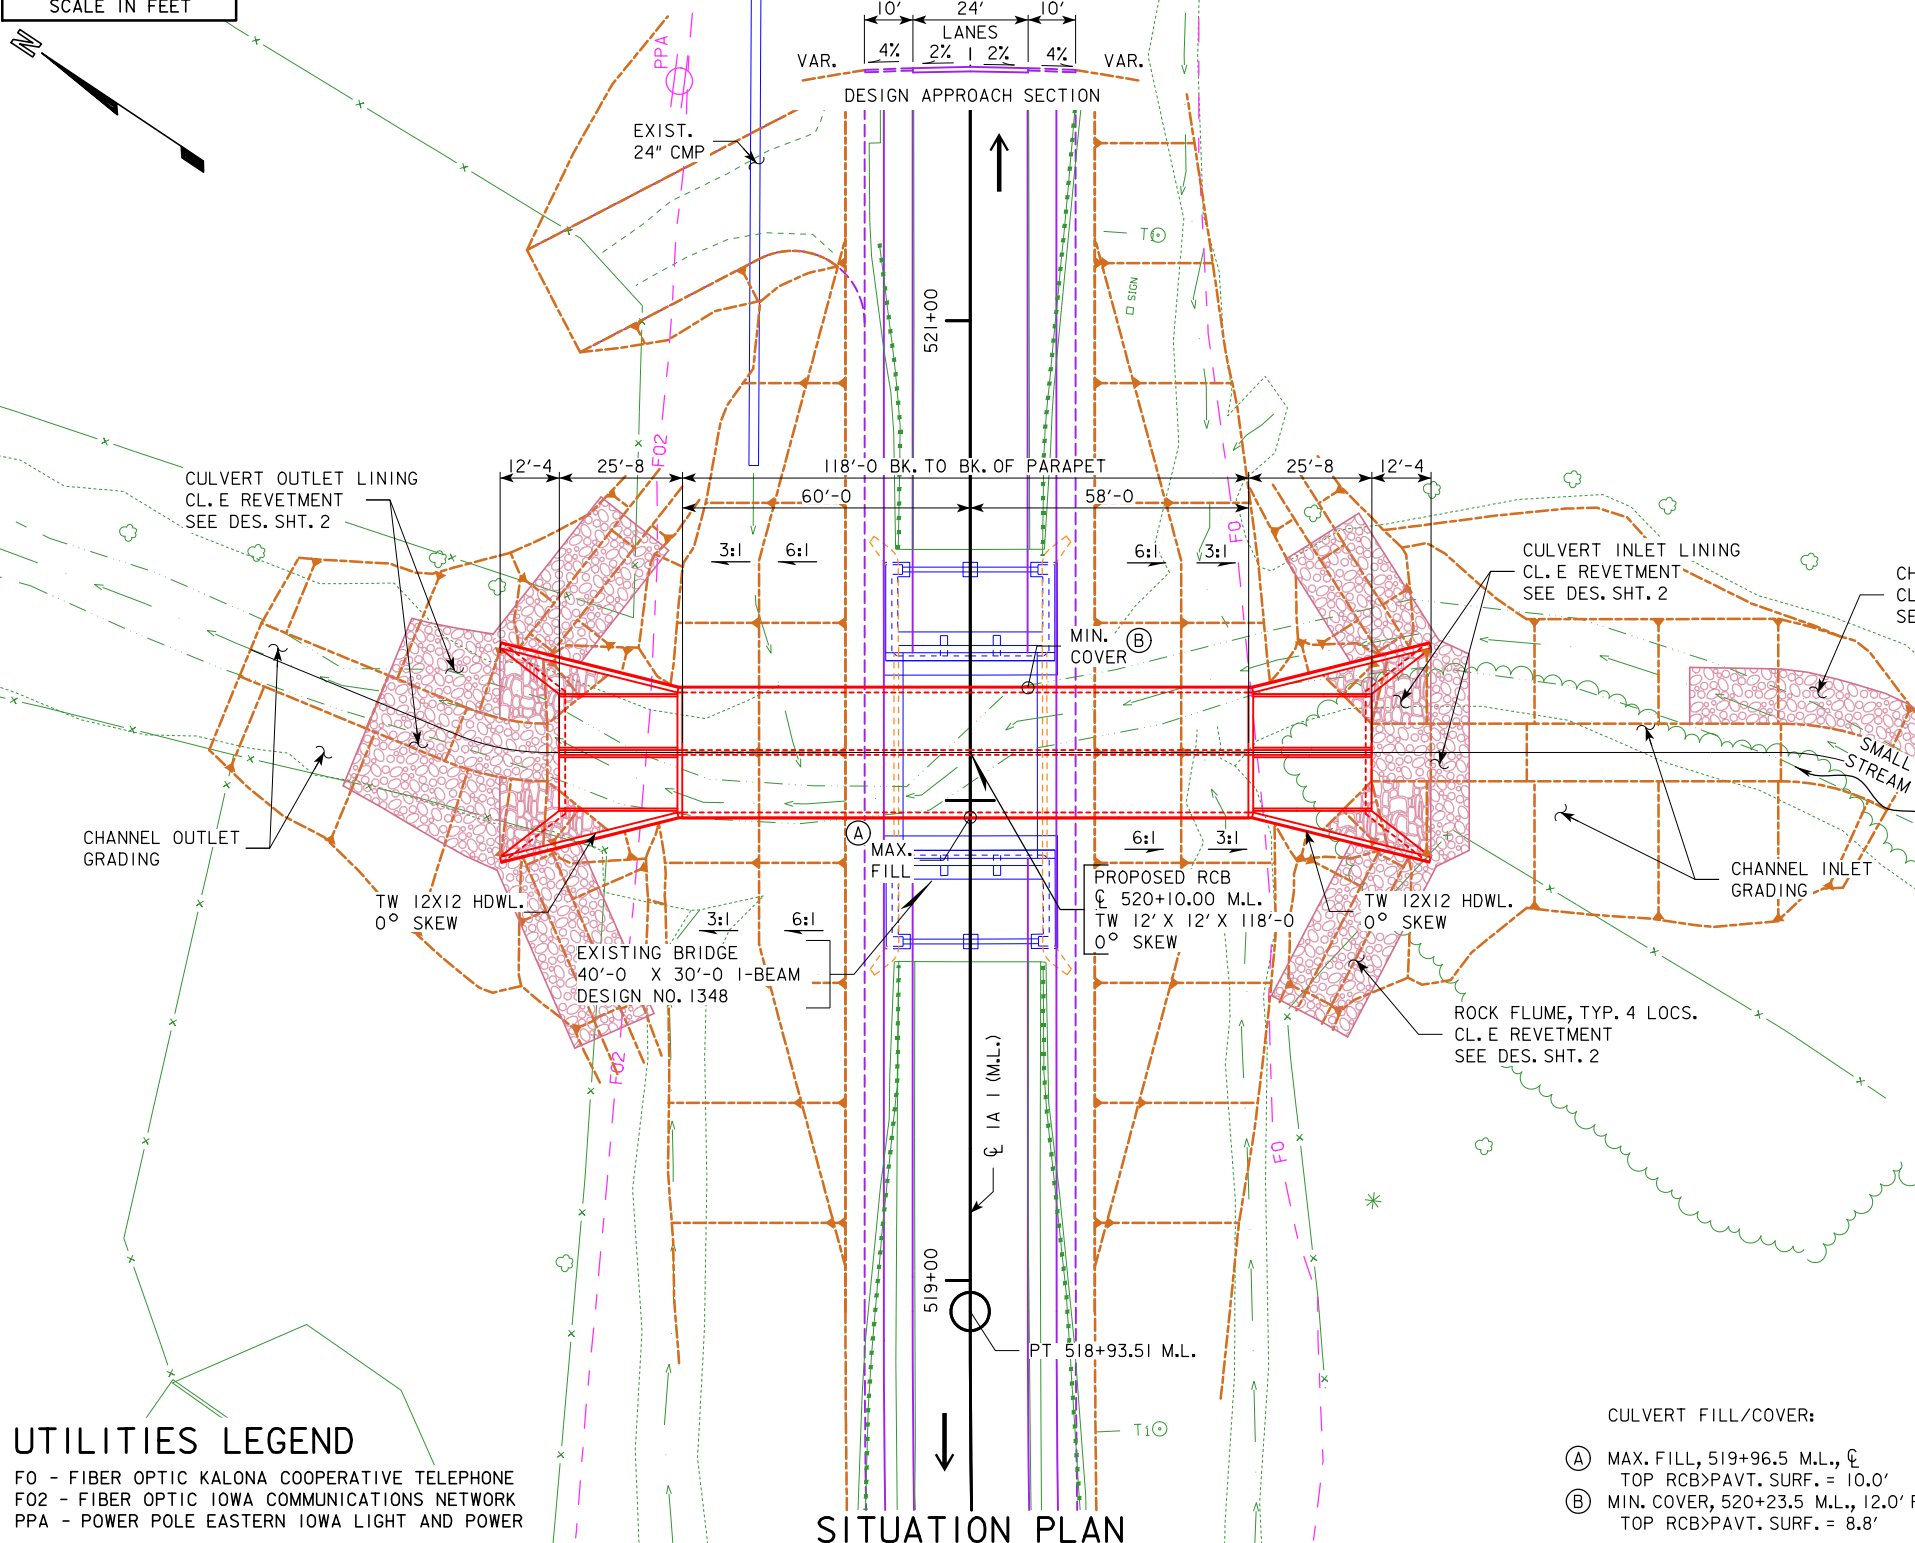 SCALE IN FEET
N
10' 24' 10'
LANES
4% 2% 2% 4%
VAR. VAR.
DESIGN APPROACH SECTION
PPA
EXIST.
24" CMP
T
SIGN
521+00
FO2
12'-4 25'-8 118'-0 BK. TO BK. OF PARAPET 25'-8 12'-4
60'-0 58'-0
FO
CULVERT OUTLET LINING
CL. E REVETMENT
SEE DES. SHT. 2
3:1 6:1 6:1 3:1
CULVERT INLET LINING
CL. E REVETMENT
SEE DES. SHT. 2
CH
CL
SE
MIN.
COVER
B
SMALL
STREAM
A
MAX.
FILL
CHANNEL OUTLET
GRADING
6:1 3:1
CHANNEL INLET
GRADING
TW 12X12 HDWL.
0° SKEW
3:1 6:1
PROPOSED RCB
℄ 520+10.00 M.L.
TW 12' X 12' X 118'-0
0° SKEW
TW 12X12 HDWL.
0° SKEW
EXISTING BRIDGE
40'-0 X 30'-0 I-BEAM
DESIGN NO. 1348
ROCK FLUME, TYP. 4 LOCS.
CL. E REVETMENT
SEE DES. SHT. 2
FO2
℄ IA 1 (M.L.)
FO
519+00
PT 518+93.51 M.L.
T1
UTILITIES LEGEND
FO - FIBER OPTIC KALONA COOPERATIVE TELEPHONE
FO2 - FIBER OPTIC IOWA COMMUNICATIONS NETWORK
PPA - POWER POLE EASTERN IOWA LIGHT AND POWER
SITUATION PLAN
CULVERT FILL/COVER:
A MAX. FILL, 519+96.5 M.L., ℄
TOP RCB>PAVT. SURF. = 10.0'
B MIN. COVER, 520+23.5 M.L., 12.0'
TOP RCB>PAVT. SURF. = 8.8'